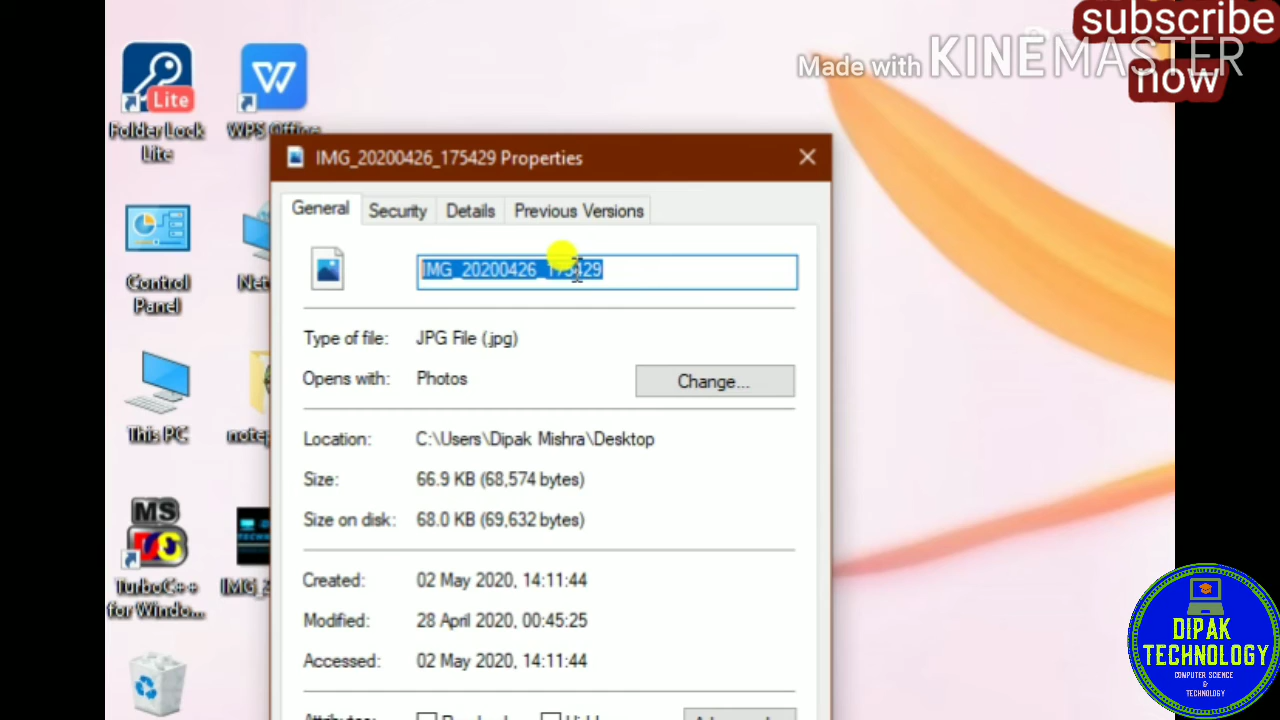 subscribe
now
Made with KINEMASTER
Lite
Folder Lock
Lite
WPS Office
Control
Panel
This PC
MS
TurboC++
for Windo...
IMG_20200426_175429 Properties
General
Security
Details
Previous Versions
IMG_20200426_175429
Type of file: JPG File (.jpg)
Opens with: Photos
Change...
Location: C:\Users\Dipak Mishra\Desktop
Size: 66.9 KB (68,574 bytes)
Size on disk: 68.0 KB (69,632 bytes)
Created: 02 May 2020, 14:11:44
Modified: 28 April 2020, 00:45:25
Accessed: 02 May 2020, 14:11:44
DIPAK
TECHNOLOGY
COMPUTER SCIENCE
&
TECHNOLOGY